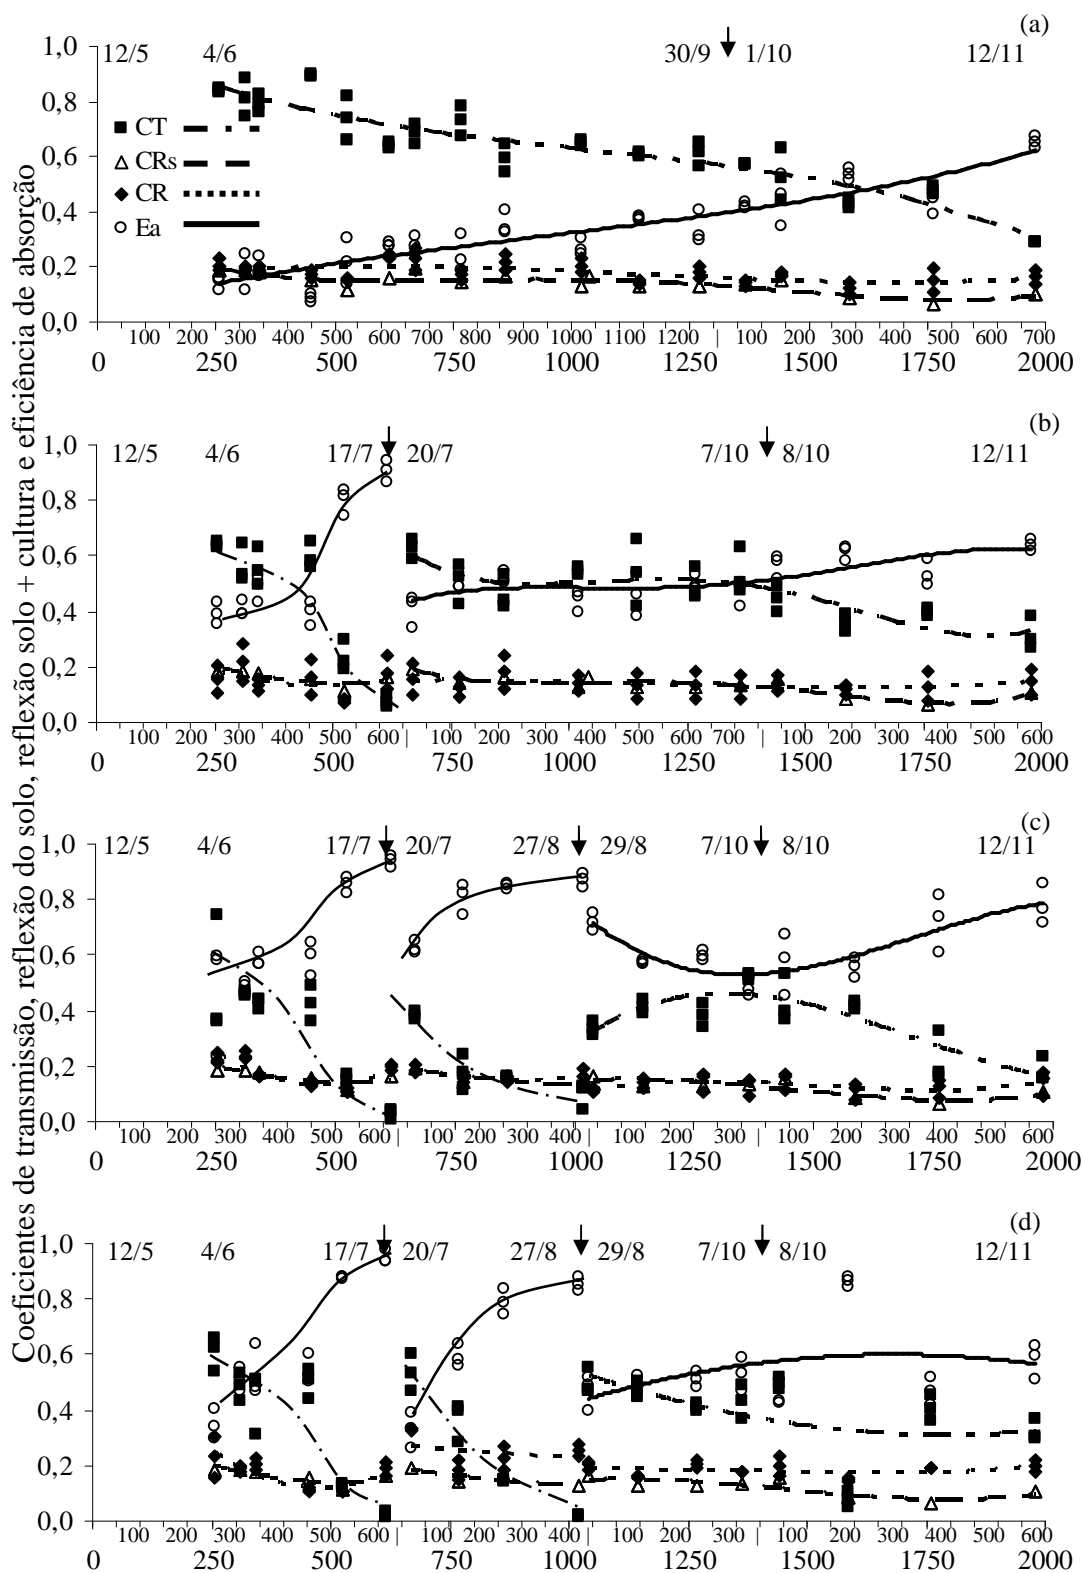 Coeficientes de transmissão, reflexão do solo, reflexão solo + cultura e eficiência de absorção
(a)
12/5 4/6 30/9 1/10 12/11
1,0
0,8
0,6
0,4
0,2
0,0
CT
CRs
CR
Ea
100 200 300 400 500 600 700 800 900 1000 1100 1200 | 100 200 300 400 500 600 700
0 250 500 750 1000 1250 1500 1750 2000
(b)
12/5 4/6 17/7 20/7 7/10 8/10 12/11
1,0
0,8
0,6
0,4
0,2
0,0
100 200 300 400 500 600 | 100 200 300 400 500 600 700 | 100 200 300 400 500 600
0 250 500 750 1000 1250 1500 1750 2000
(c)
12/5 4/6 17/7 20/7 27/8 29/8 7/10 8/10 12/11
1,0
0,8
0,6
0,4
0,2
0,0
100 200 300 400 500 600 | 100 200 300 400 | 100 200 300 | 100 200 300 400 500 600
0 250 500 750 1000 1250 1500 1750 2000
(d)
12/5 4/6 17/7 20/7 27/8 29/8 7/10 8/10 12/11
1,0
0,8
0,6
0,4
0,2
0,0
100 200 300 400 500 600 | 100 200 300 400 | 100 200 300 | 100 200 300 400 500 600
0 250 500 750 1000 1250 1500 1750 2000